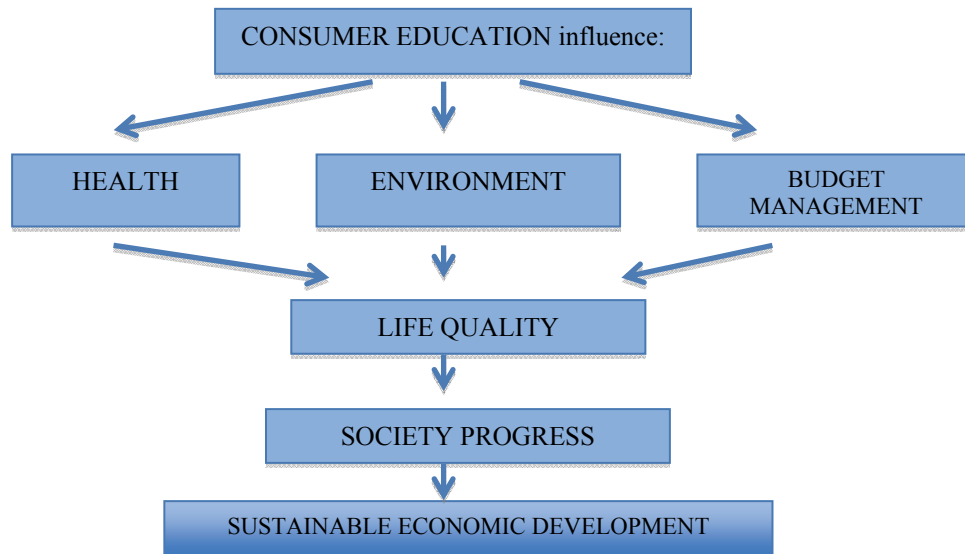 CONSUMER EDUCATION influence:
HEALTH
ENVIRONMENT
BUDGET
MANAGEMENT
LIFE QUALITY
SOCIETY PROGRESS
SUSTAINABLE ECONOMIC DEVELOPMENT